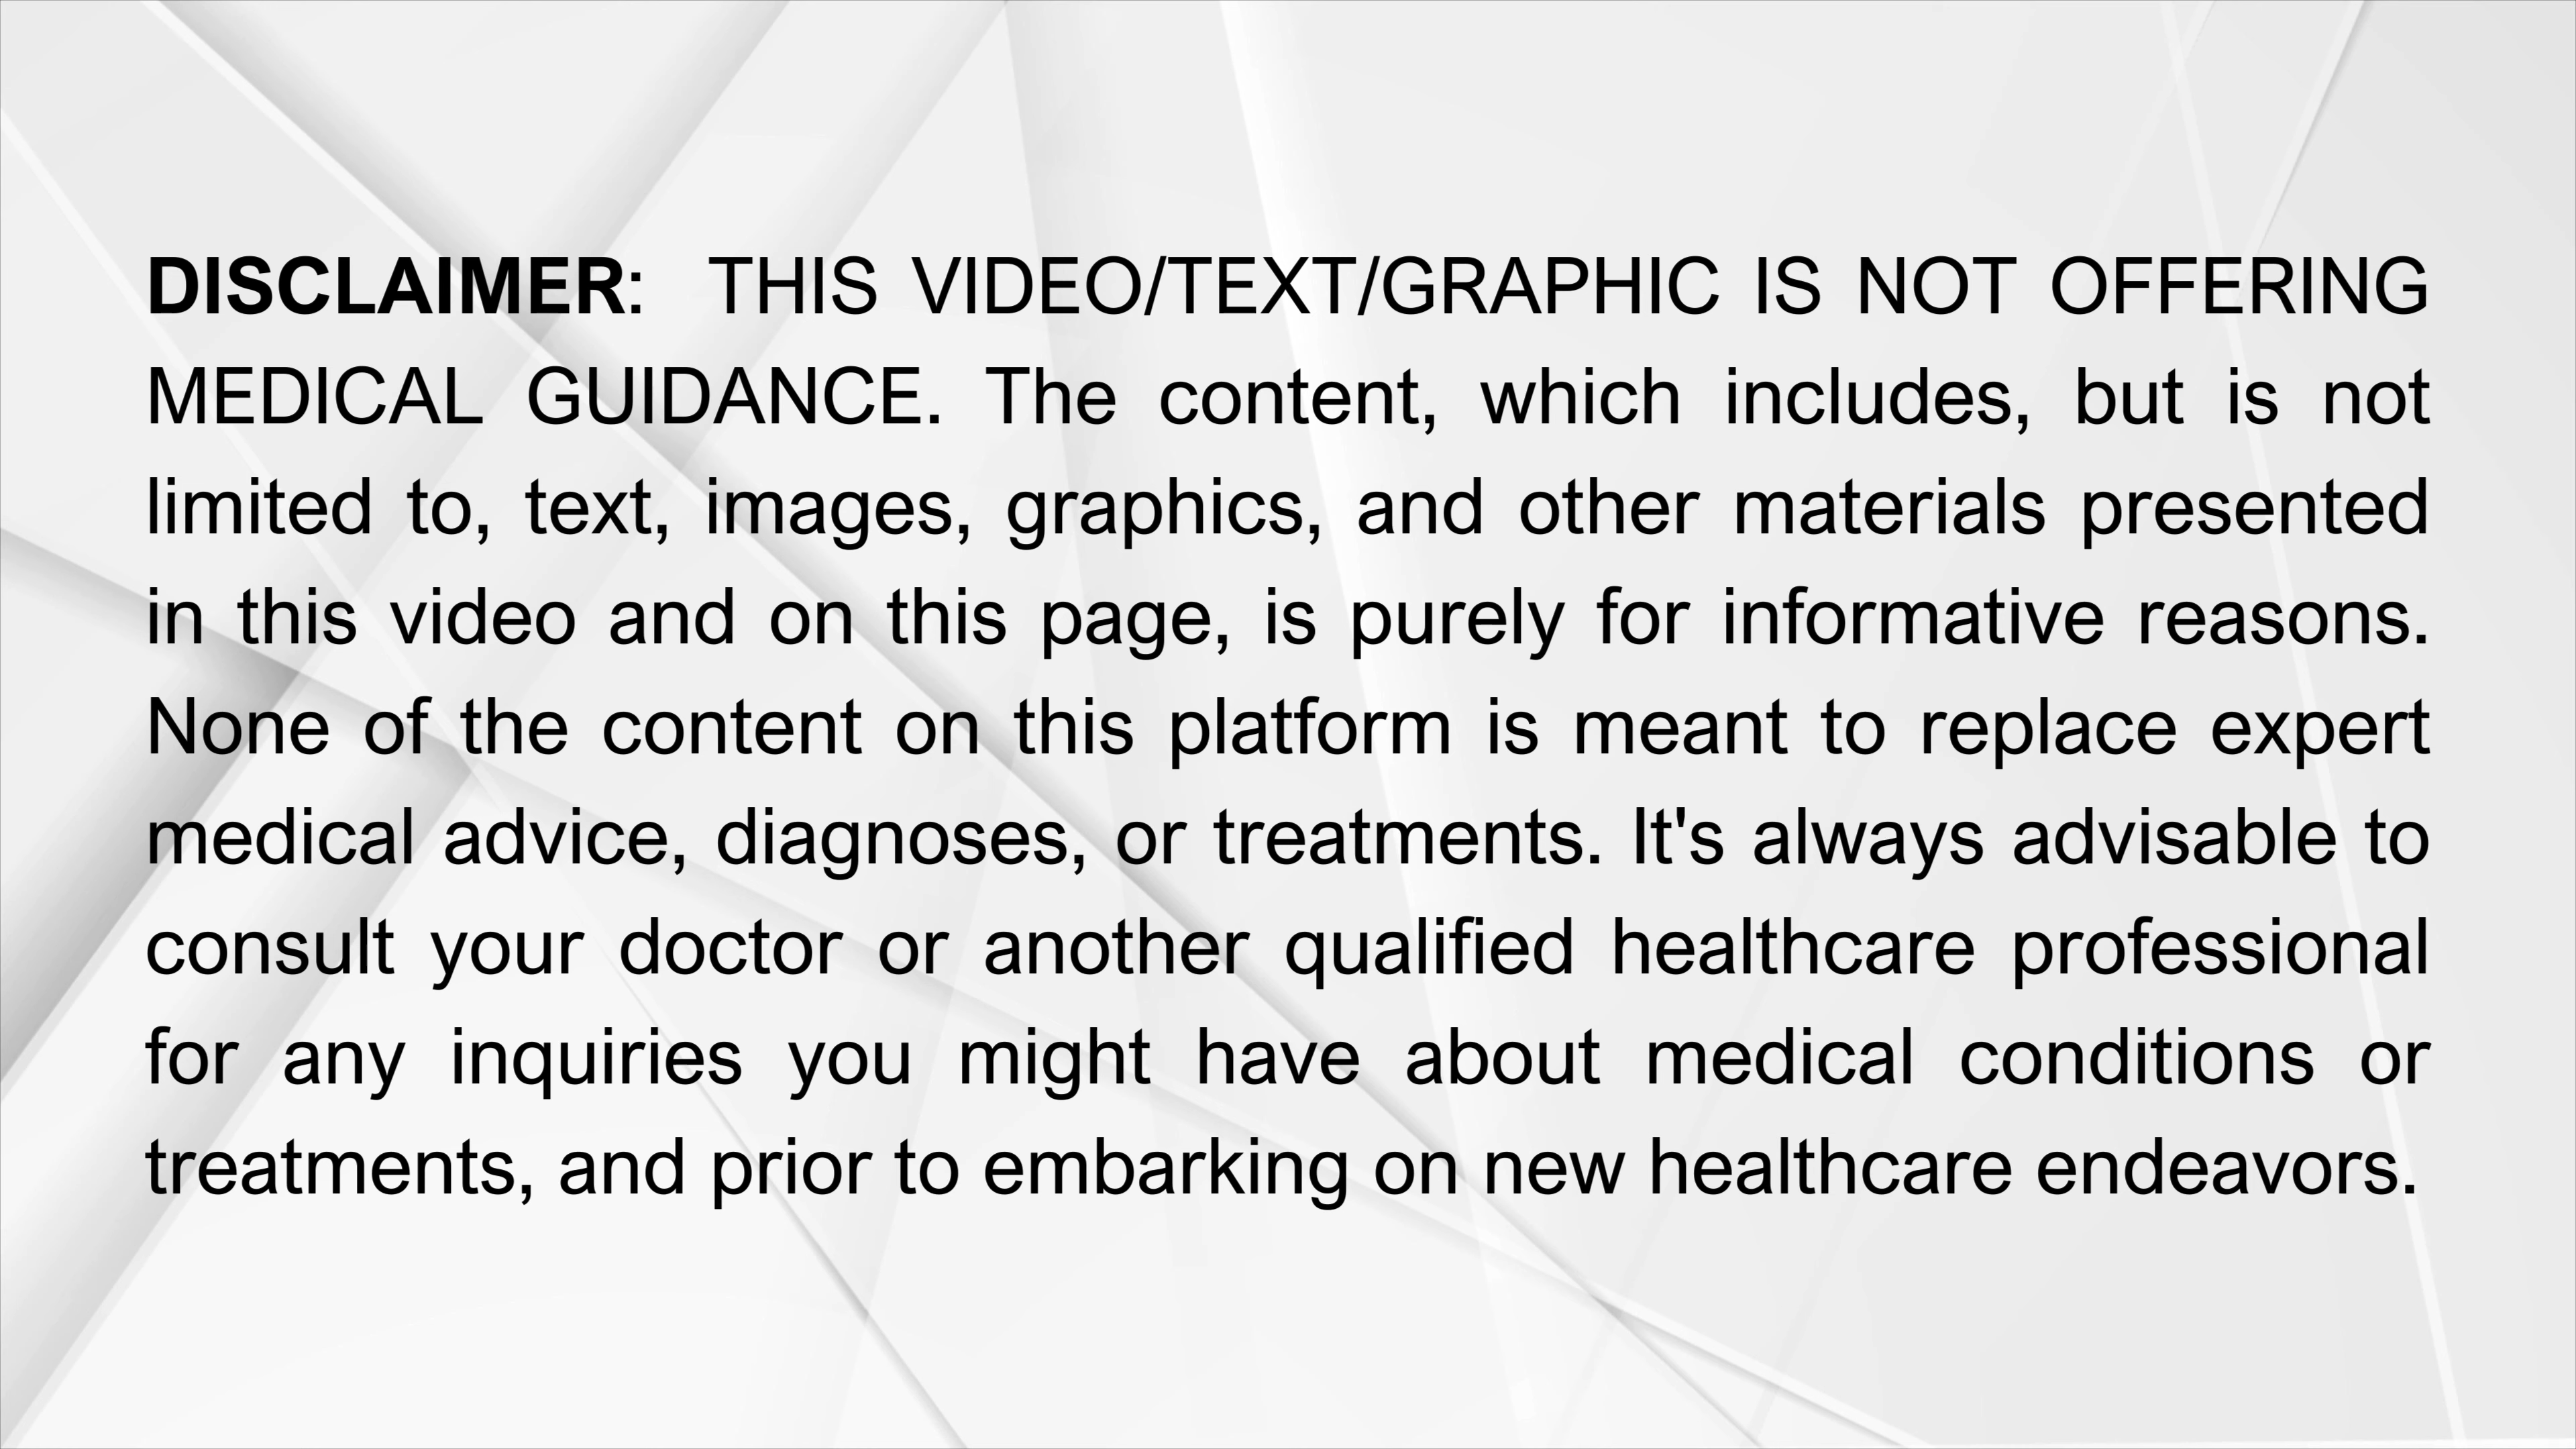 DISCLAIMER: THIS VIDEO/TEXT/GRAPHIC IS NOT OFFERING
MEDICAL GUIDANCE. The content, which includes, but is not
limited to, text, images, graphics, and other materials presented
in this video and on this page, is purely for informative reasons.
None of the content on this platform is meant to replace expert
medical advice, diagnoses, or treatments. It's always advisable to
consult your doctor or another qualified healthcare professional
for any inquiries you might have about medical conditions or
treatments, and prior to embarking on new healthcare endeavors.